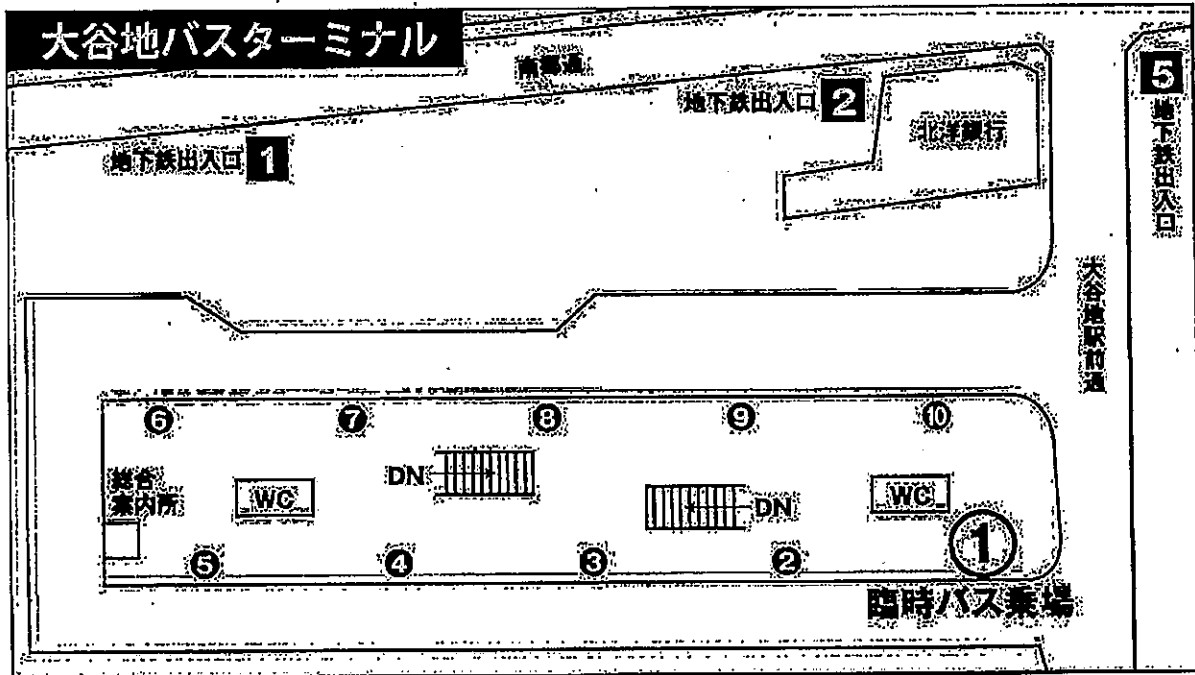 大谷地バスターミナル
南郷通
地下鉄出入口 2
北洋銀行
5 地下鉄出入口
地下鉄出入口 1
大谷地駅前通
6 7 8 9 10
総合
案内所
WC
DN
DN
WC
5 4 3 2 1
臨時バス乗場